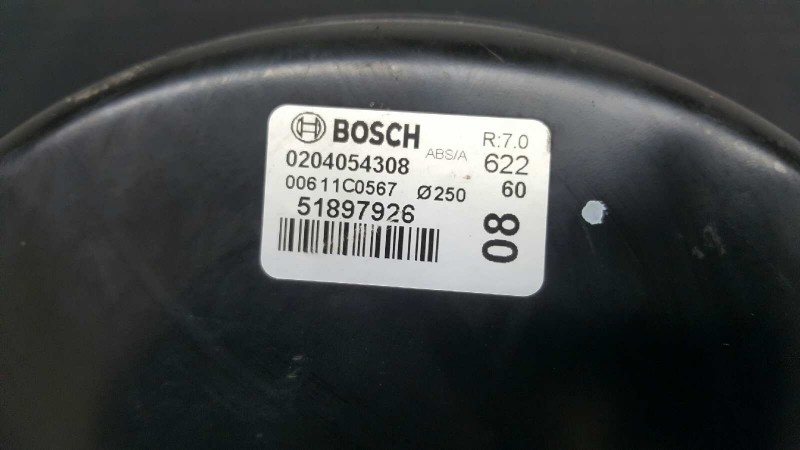 BOSCH R:7.0
0204054308 ABS/A 622
00611C0567 Ø250 60
51897926
08